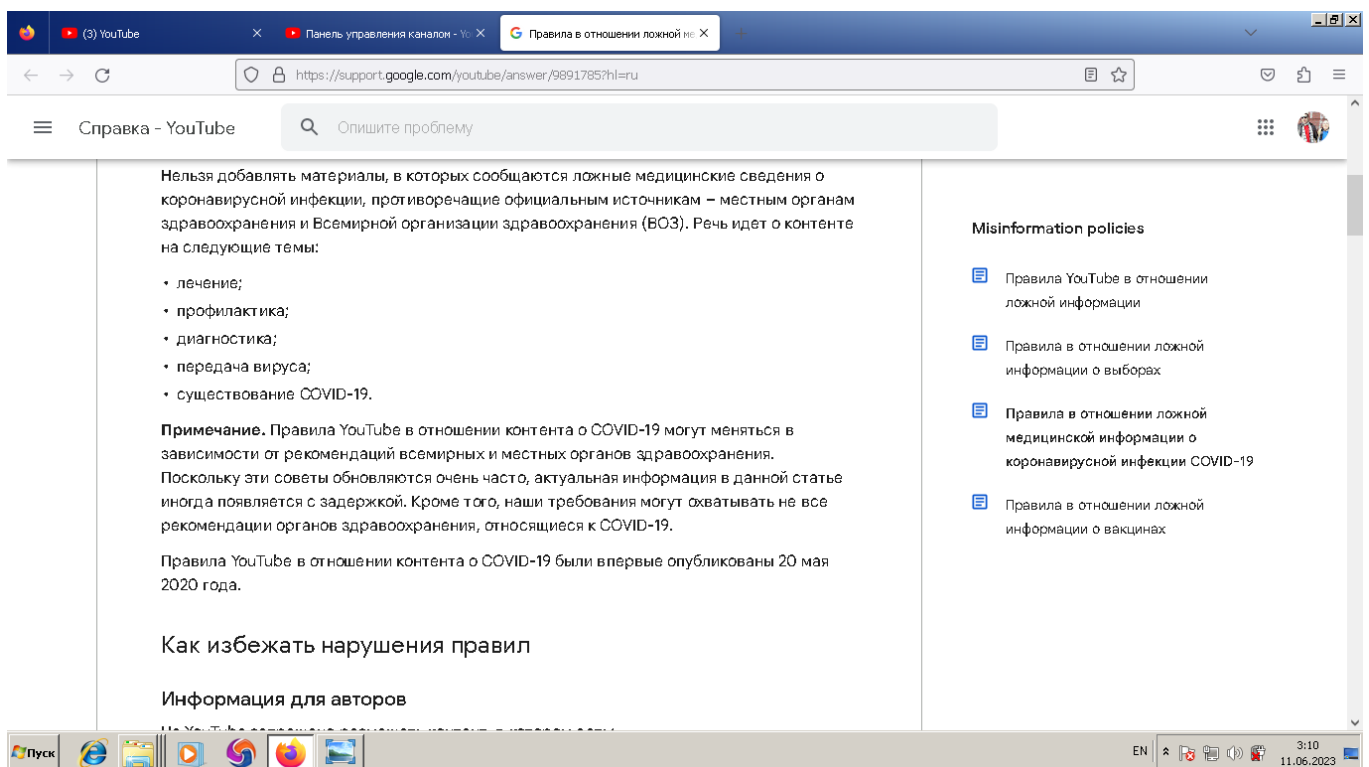 (3) YouTube
Панель управления каналом - Yo
Правила в отношении ложной ме
https://support.google.com/youtube/answer/9891785?hl=ru
Справка - YouTube
Опишите проблему
Нельзя добавлять материалы, в которых сообщаются ложные медицинские сведения о
коронавирусной инфекции, противоречащие официальным источникам – местным органам
здравоохранения и Всемирной организации здравоохранения (ВОЗ). Речь идет о контенте
на следующие темы:
• лечение;
• профилактика;
• диагностика;
• передача вируса;
• существование COVID-19.
Примечание. Правила YouTube в отношении контента о COVID-19 могут меняться в
зависимости от рекомендаций всемирных и местных органов здравоохранения.
Поскольку эти советы обновляются очень часто, актуальная информация в данной статье
иногда появляется с задержкой. Кроме того, наши требования могут охватывать не все
рекомендации органов здравоохранения, относящиеся к COVID-19.
Правила YouTube в отношении контента о COVID-19 были впервые опубликованы 20 мая
2020 года.
Как избежать нарушения правил
Информация для авторов
Misinformation policies
Правила YouTube в отношении
ложной информации
Правила в отношении ложной
информации о выборах
Правила в отношении ложной
медицинской информации о
коронавирусной инфекции COVID-19
Правила в отношении ложной
информации о вакцинах
Пуск
EN
3:10
11.06.2023